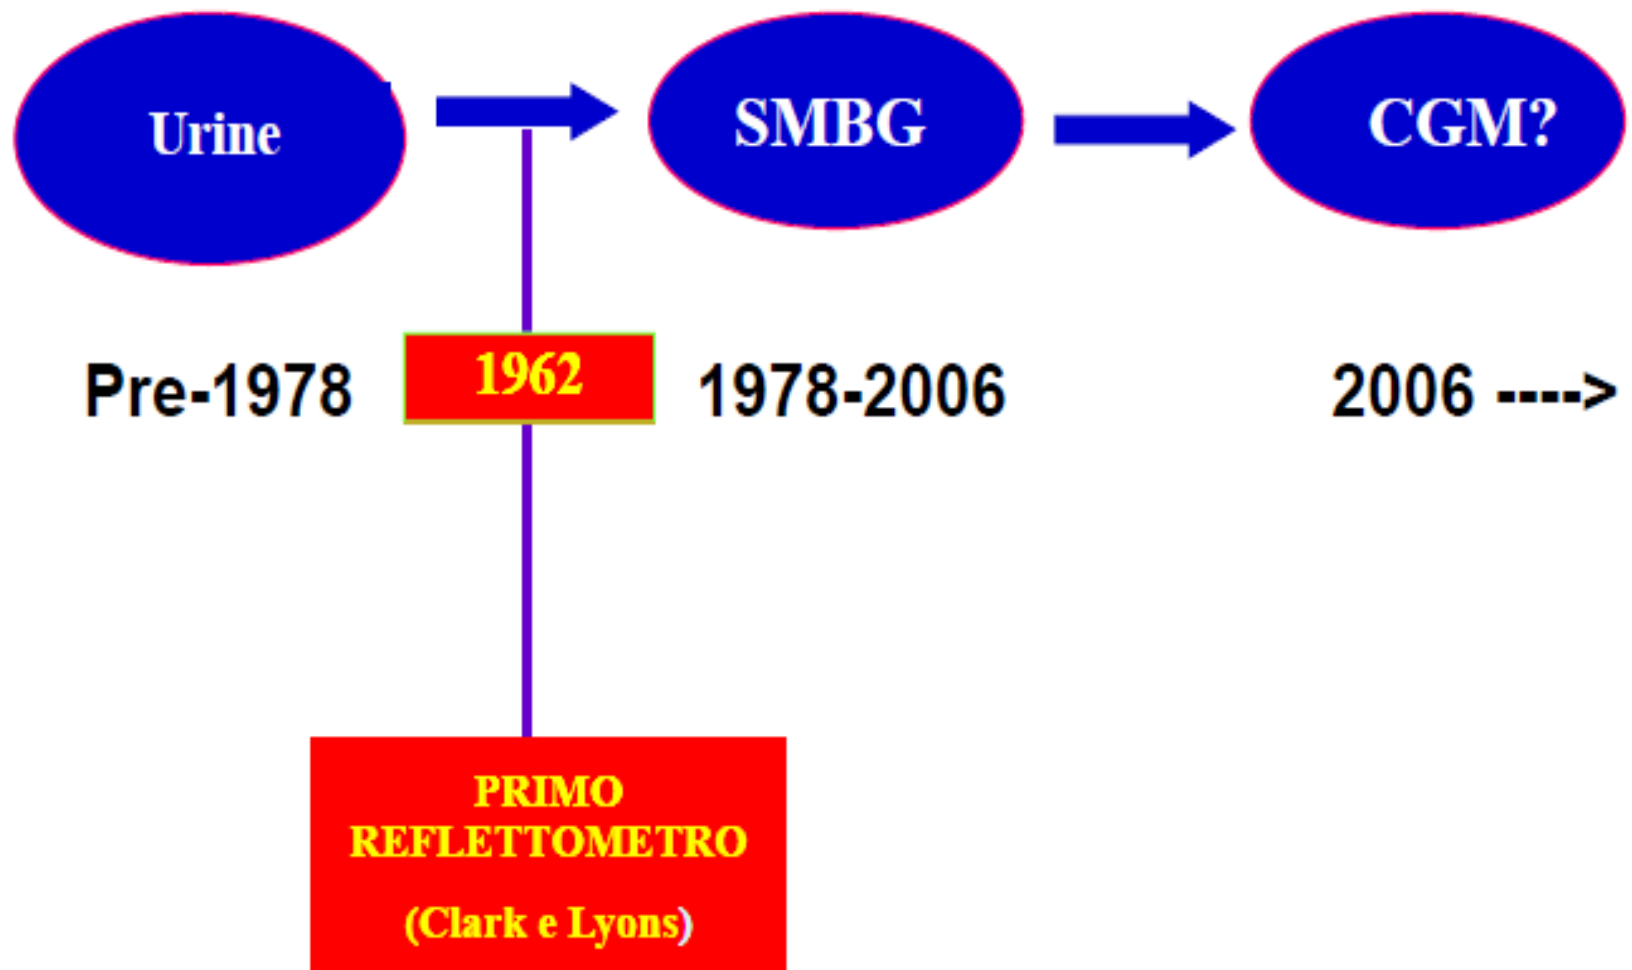 Urine
SMBG
CGM?
Pre-1978
1962
1978-2006
2006 ---->
PRIMO
REFLETTOMETRO
(Clark e Lyons)